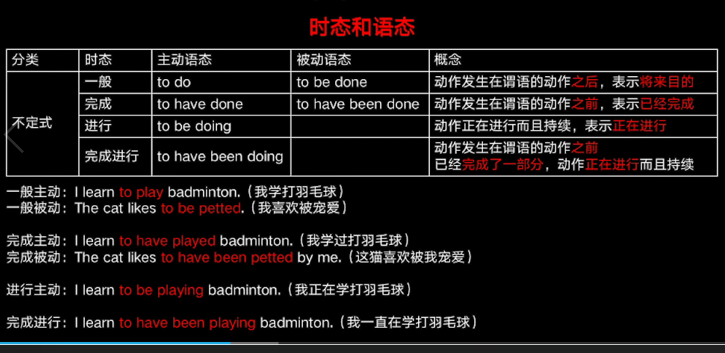 时态和语态
分类 时态 主动语态 被动语态 概念
不定式 一般 to do to be done 动作发生在谓语的动作之后，表示将来目的
完成 to have done to have been done 动作发生在谓语的动作之前，表示已经完成
进行 to be doing 动作正在进行而且持续，表示正在进行
完成进行 to have been doing 动作发生在谓语的动作之前
已经完成了一部分，动作正在进行而且持续
一般主动：I learn to play badminton.（我学打羽毛球）
一般被动：The cat likes to be petted.（我喜欢被宠爱）
完成主动：I learn to have played badminton.（我学过打羽毛球）
完成被动：The cat likes to have been petted by me.（这猫喜欢被我宠爱）
进行主动：I learn to be playing badminton.（我正在学打羽毛球）
完成进行：I learn to have been playing badminton.（我一直在学打羽毛球）